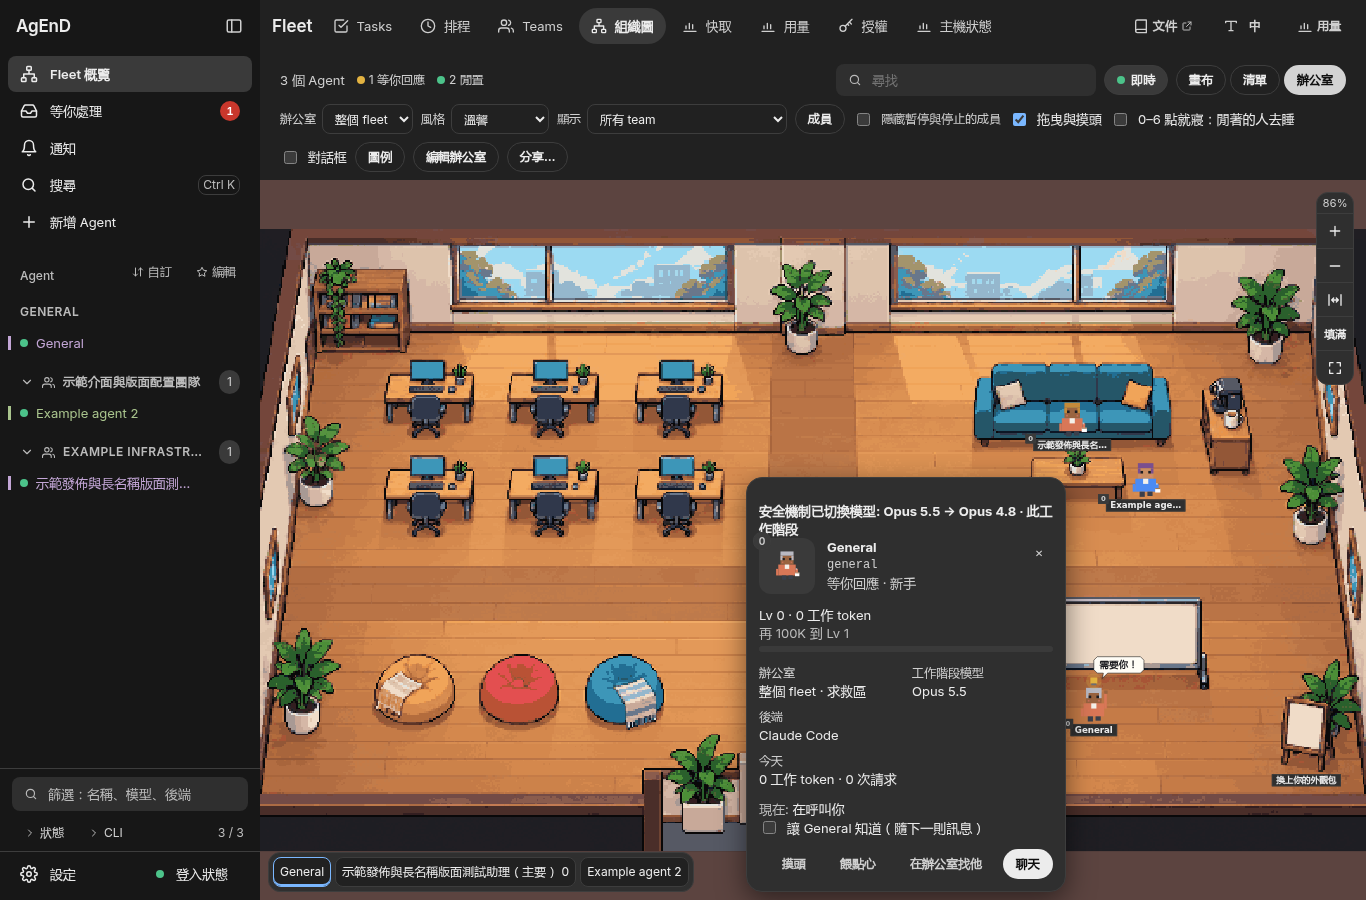 AgEnD
Fleet 概覽
等你處理
1
通知
搜尋
Ctrl K
新增 Agent
Agent
自訂
編輯
GENERAL
General
示範介面與版面配置團隊
1
Example agent 2
EXAMPLE INFRASTR...
1
示範發佈與長名稱版面測...
篩選：名稱、模型、後端
狀態
CLI
3 / 3
設定
登入狀態
Fleet
Tasks
排程
Teams
組織圖
快取
用量
授權
主機狀態
文件
中
用量
3 個 Agent
1 等你回應
2 閒置
尋找
即時
畫布
清單
辦公室
辦公室
整個 fleet
風格
溫馨
顯示
所有 team
成員
隱藏暫停與停止的成員
拖曳與摸頭
0–6 點就寢：閒著的人去睡
對話框
圖例
編輯辦公室
分享...
86%
填滿
0
示範發佈與長名...
0
Example age...
需要你！
0
General
換上你的外觀包
安全機制已切換模型: Opus 5.5 → Opus 4.8 · 此工
作階段
0
General
×
general
等你回應 · 新手
Lv 0 · 0 工作 token
再 100K 到 Lv 1
辦公室
工作階段模型
整個 fleet · 求救區
Opus 5.5
後端
Claude Code
今天
0 工作 token · 0 次請求
現在: 在呼叫你
讓 General 知道（隨下一則訊息）
摸頭
餵點心
在辦公室找他
聊天
General
示範發佈與長名稱版面測試助理（主要） 0
Example agent 2